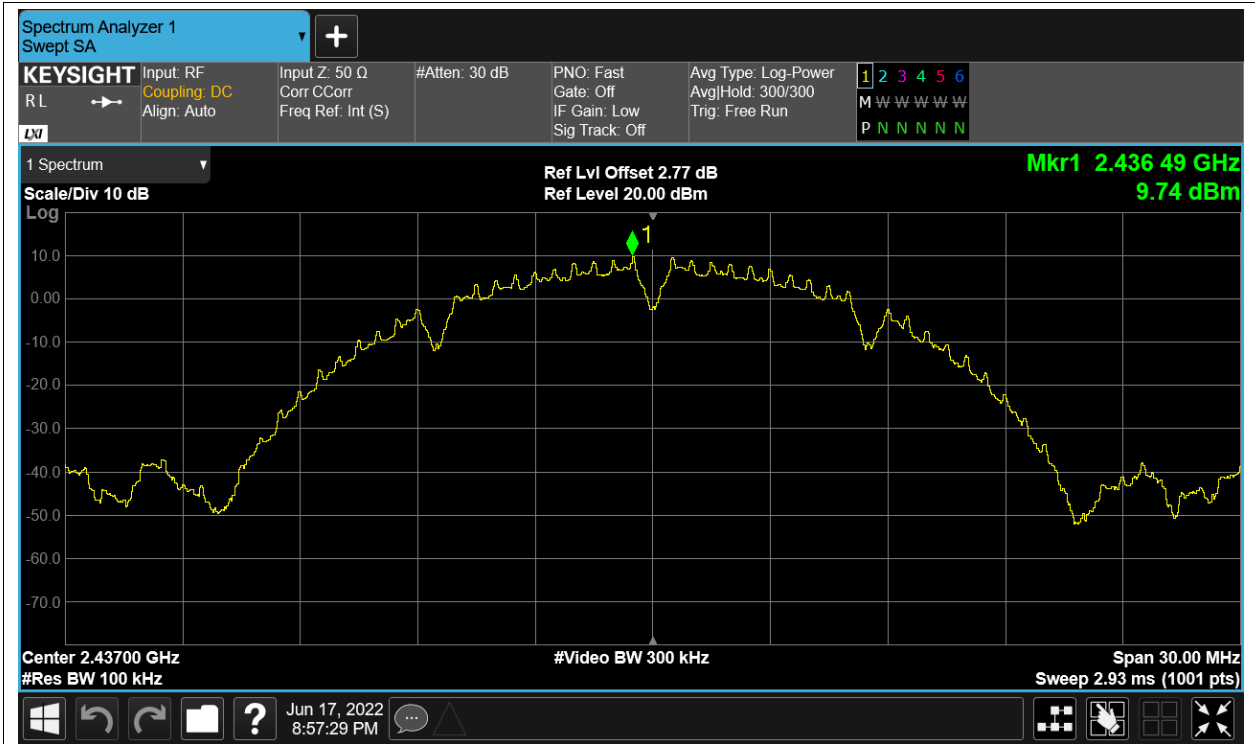 Spectrum Analyzer 1
Swept SA
KEYSIGHT
R L
LXI
Input: RF
Coupling: DC
Align: Auto
Input Z: 50 Ω
Corr CCorr
Freq Ref: Int (S)
#Atten: 30 dB
PNO: Fast
Gate: Off
IF Gain: Low
Sig Track: Off
Avg Type: Log-Power
Avg|Hold: 300/300
Trig: Free Run
1 2 3 4 5 6
M W W W W W
P N N N N N
1 Spectrum
Scale/Div 10 dB
Log
Ref Lvl Offset 2.77 dB
Ref Level 20.00 dBm
Mkr1 2.436 49 GHz
9.74 dBm
1
10.0
0.00
-10.0
-20.0
-30.0
-40.0
-50.0
-60.0
-70.0
Center 2.43700 GHz
#Res BW 100 kHz
#Video BW 300 kHz
Span 30.00 MHz
Sweep 2.93 ms (1001 pts)
?
Jun 17, 2022
8:57:29 PM